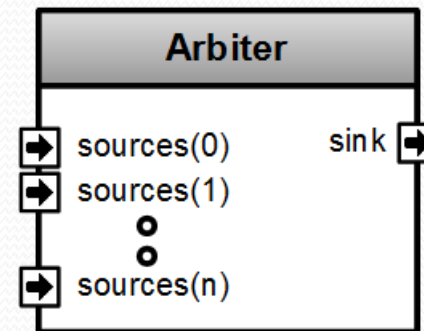 Arbiter
sources(0)
sink
sources(1)
sources(n)